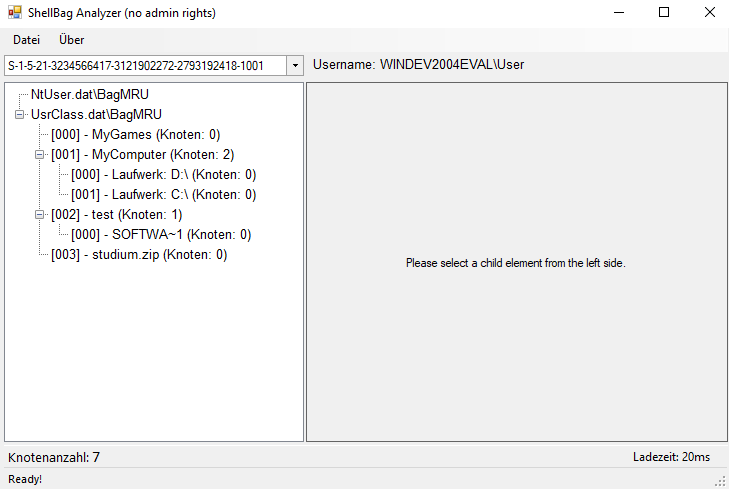 ShellBag Analyzer (no admin rights)
Datei Über
S-1-5-21-3234566417-3121902272-2793192418-1001 Username: WINDEV2004EVAL\User
NtUser.dat\BagMRU
UsrClass.dat\BagMRU
[000] - MyGames (Knoten: 0)
[001] - MyComputer (Knoten: 2)
[000] - Laufwerk: D:\ (Knoten: 0)
[001] - Laufwerk: C:\ (Knoten: 0)
[002] - test (Knoten: 1)
[000] - SOFTWA~1 (Knoten: 0)
[003] - studium.zip (Knoten: 0)
Please select a child element from the left side.
Knotenanzahl: 7 Ladezeit: 20ms
Ready!